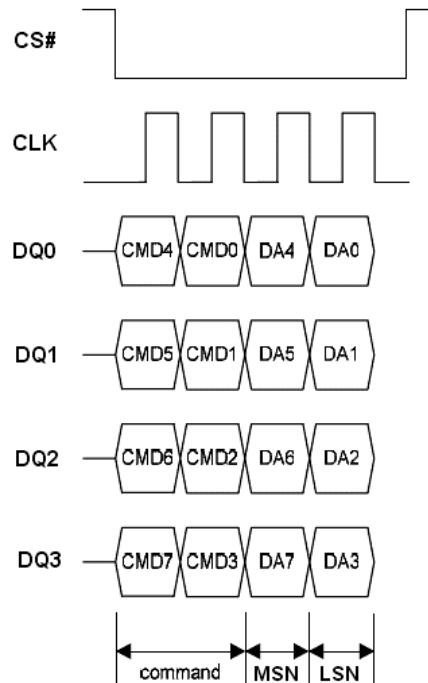 CS#
CLK
DQ0 CMD4 CMD0 DA4 DA0
DQ1 CMD5 CMD1 DA5 DA1
DQ2 CMD6 CMD2 DA6 DA2
DQ3 CMD7 CMD3 DA7 DA3
command MSN LSN